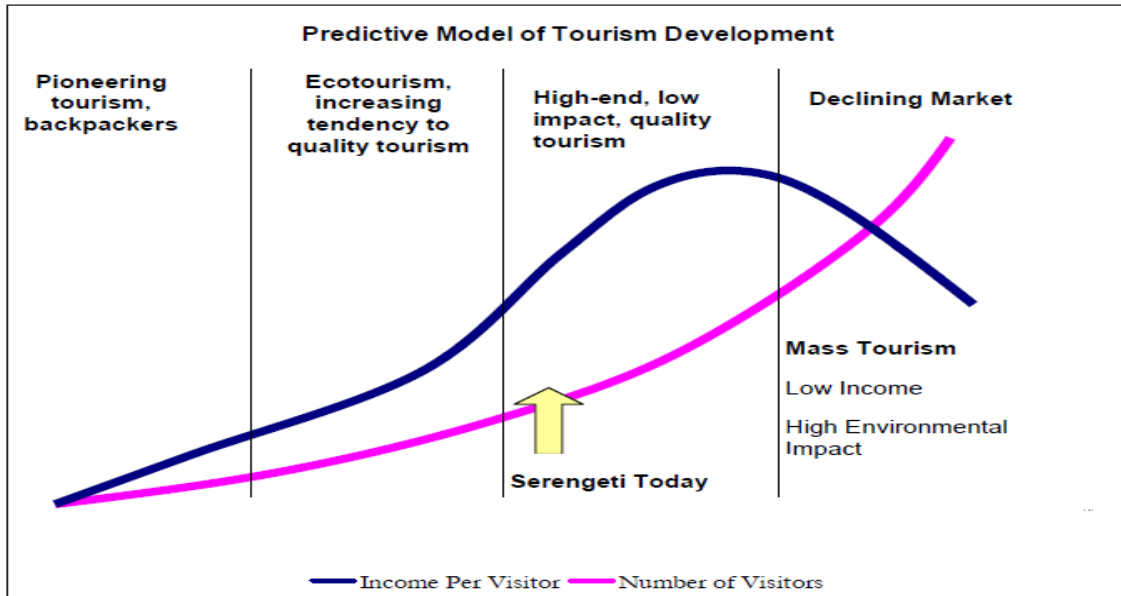 Predictive Model of Tourism Development
Pioneering
tourism,
backpackers
Ecotourism,
increasing
tendency to
quality tourism
High-end, low
impact, quality
tourism
Declining Market
Mass Tourism
Low Income
High Environmental
Impact
Serengeti Today
Income Per Visitor
Number of Visitors